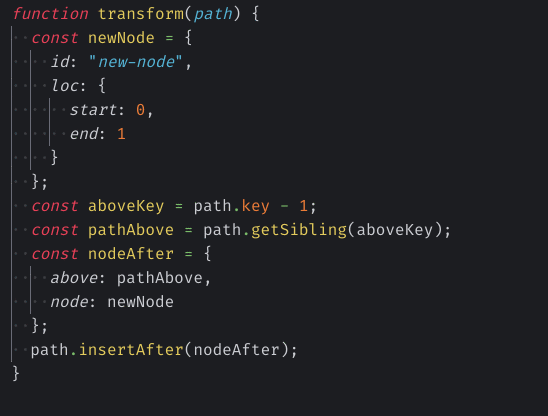 function transform(path) {
  const newNode = {
    id: "new-node",
    loc: {
      start: 0,
      end: 1
    }
  };
  const aboveKey = path.key - 1;
  const pathAbove = path.getSibling(aboveKey);
  const nodeAfter = {
    above: pathAbove,
    node: newNode
  };
  path.insertAfter(nodeAfter);
}